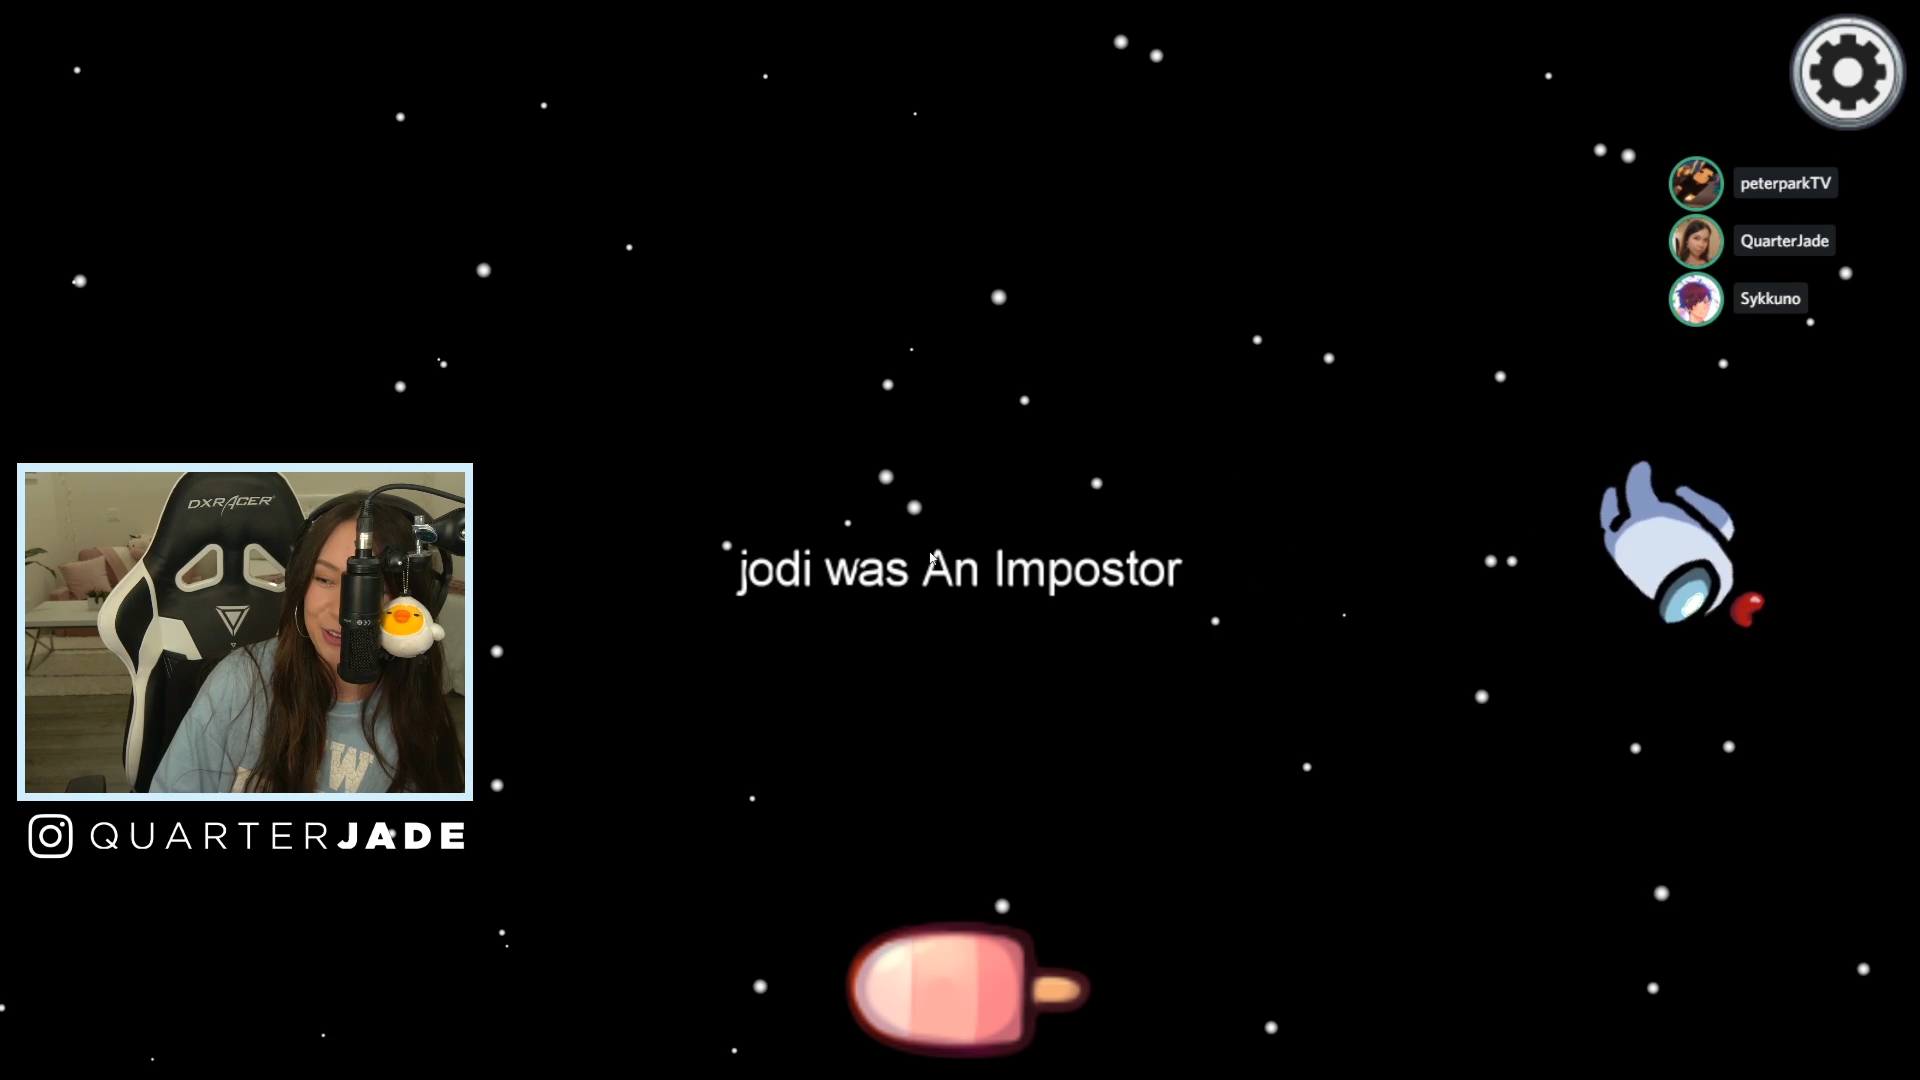 peterparkTV
QuarterJade
Sykkuno
DXRACER
jodi was An Impostor
W
QUARTERJADE